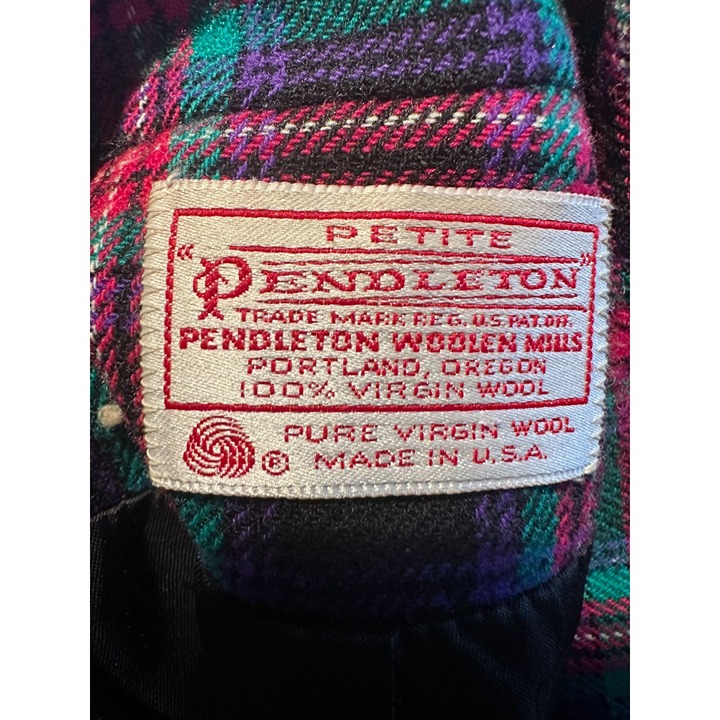 PETITE
"PENDLETON"
TRADE MARK REG. U.S. PAT. OFF.
PENDLETON WOOLEN MILLS
PORTLAND, OREGON
100% VIRGIN WOOL
PURE VIRGIN WOOL
® MADE IN U.S.A.